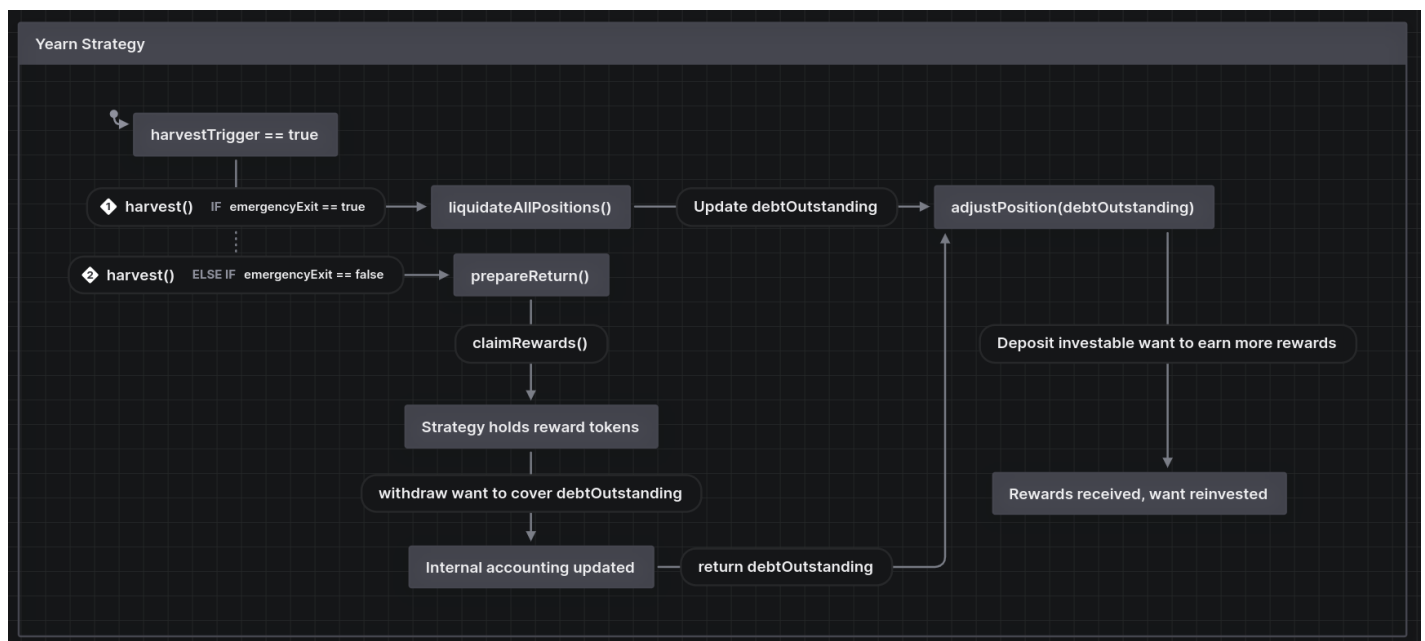 Yearn Strategy
harvestTrigger == true
1 harvest() IF emergencyExit == true
liquidateAllPositions()
Update debtOutstanding
adjustPosition(debtOutstanding)
2 harvest() ELSE IF emergencyExit == false
prepareReturn()
claimRewards()
Deposit investable want to earn more rewards
Strategy holds reward tokens
withdraw want to cover debtOutstanding
Rewards received, want reinvested
Internal accounting updated
return debtOutstanding